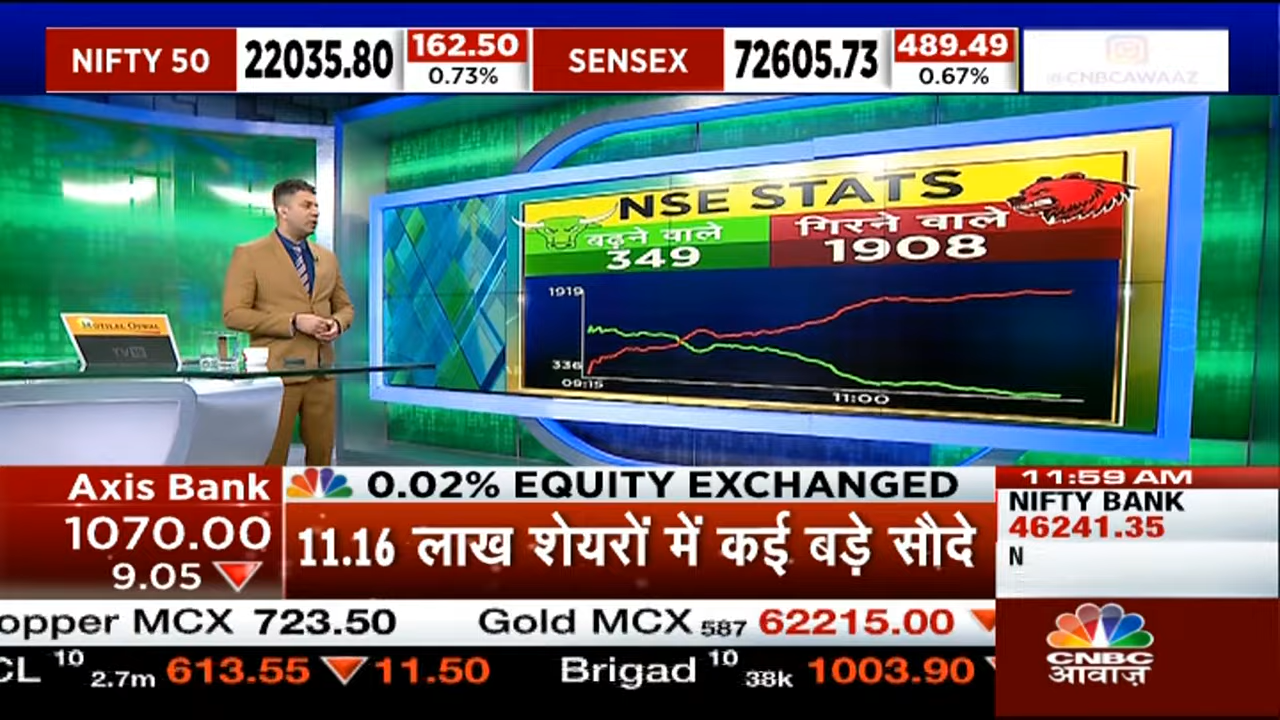 NIFTY 50 22035.80 162.50 0.73% SENSEX 72605.73 489.49 0.67%
@CNBCAWAAZ
NSE STATS
बढ़ने वाले गिरने वाले
349 1908
1919
336
09:15 11:00
MOTILAL OSWAL
TV18
Axis Bank
1070.00
9.05
0.02% EQUITY EXCHANGED
11.16 लाख शेयरों में कई बड़े सौदे
11:59 AM
NIFTY BANK
46241.35
N
opper MCX 723.50 Gold MCX 587 62215.00
CL 10 2.7m 613.55 11.50 Brigad 10 38k 1003.90
CNBC
आवाज़